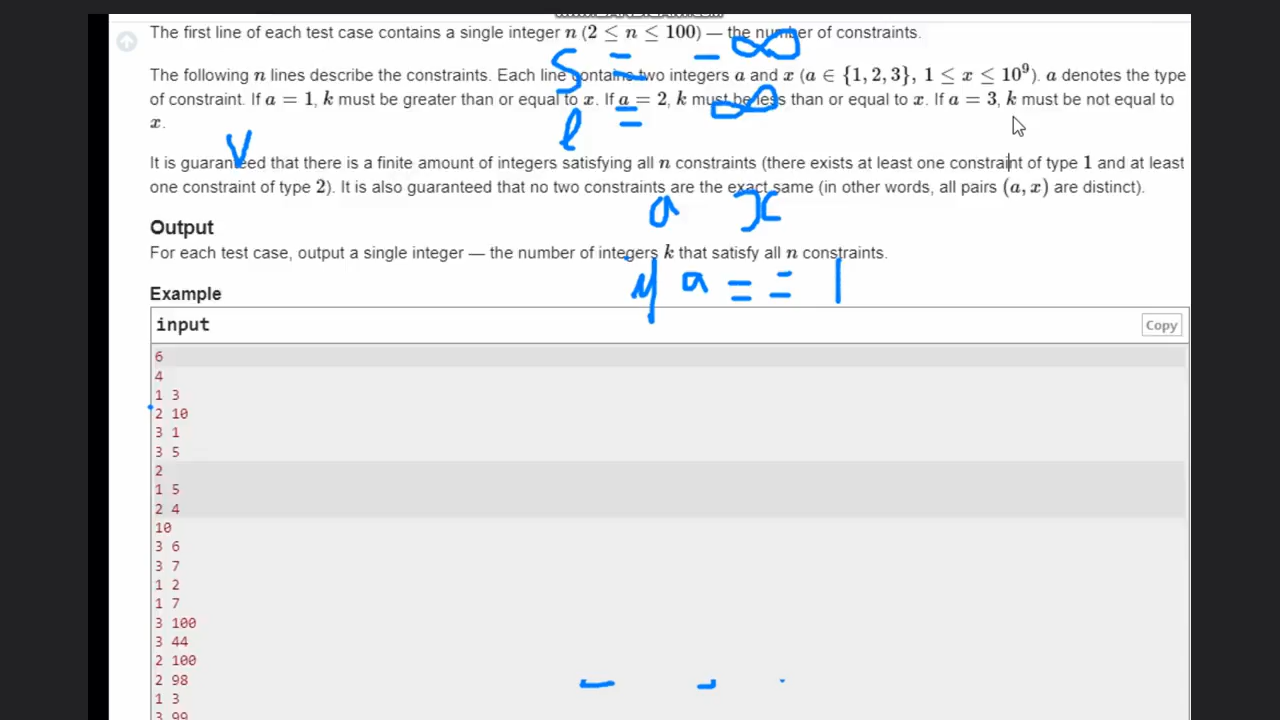 The first line of each test case contains a single integer n (2 ≤ n ≤ 100) — the number of constraints.
s = - ∞
The following n lines describe the constraints. Each line contains two integers a and x (a ∈ {1, 2, 3}, 1 ≤ x ≤ 10^9). a denotes the type
of constraint. If a = 1, k must be greater than or equal to x. If a = 2, k must be less than or equal to x. If a = 3, k must be not equal to
x.
l = ∞
V
It is guaranteed that there is a finite amount of integers satisfying all n constraints (there exists at least one constraint of type 1 and at least
one constraint of type 2). It is also guaranteed that no two constraints are the exact same (in other words, all pairs (a, x) are distinct).
a x
Output
For each test case, output a single integer — the number of integers k that satisfy all n constraints.
if a == 1
Example
input
Copy
6
4
1 3
2 10
3 1
3 5
2
1 5
2 4
10
3 6
3 7
1 2
1 7
3 100
3 44
2 100
2 98
1 3
3 99